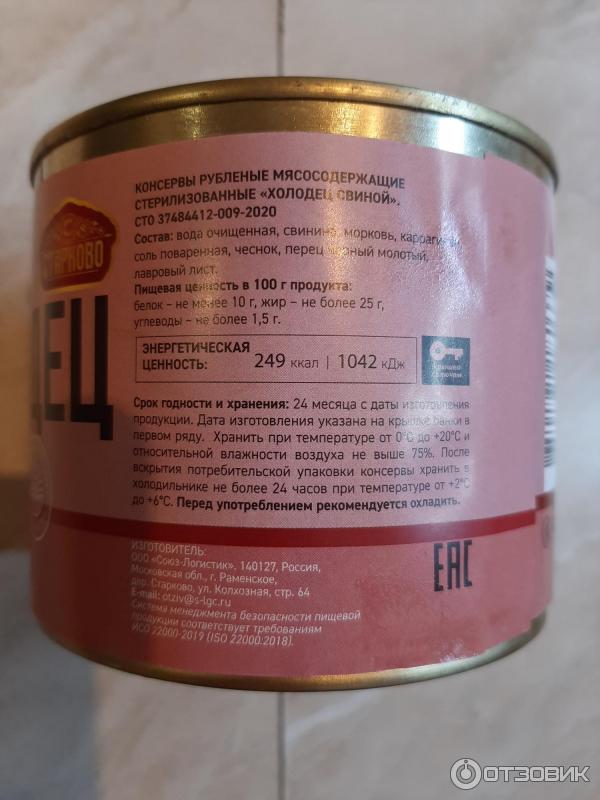 КОНСЕРВЫ РУБЛЕНЫЕ МЯСОСОДЕРЖАЩИЕ
СТЕРИЛИЗОВАННЫЕ «ХОЛОДЕЦ СВИНОЙ».
СТО 37484412-009-2020
Состав: вода очищенная, свинина, морковь,
соль поваренная, чеснок, перец черный молотый,
лавровый лист.
Пищевая ценность в 100 г продукта:
белок – не менее 10 г, жир – не более 25 г,
углеводы – не более 1,5 г.
ЭНЕРГЕТИЧЕСКАЯ
ЦЕННОСТЬ: 249 ккал | 1042 кДж
Крышка
с ключом
Срок годности и хранения: 24 месяца с даты изготовления
продукции. Дата изготовления указана на крышке банки в
первом ряду. Хранить при температуре от 0°С до +20°С и
относительной влажности воздуха не выше 75%. После
вскрытия потребительской упаковки консервы хранить в
холодильнике не более 24 часов при температуре от +2°С
до +6°С. Перед употреблением рекомендуется охладить.
СТАРКОВО
ДЕЦ
ИЗГОТОВИТЕЛЬ:
ООО «Союз-Логистик». 140127, Россия,
Московская обл., г. Раменское,
дер. Старково, ул. Колхозная, стр. 64
E-mail: otziv@s-lgc.ru
Система менеджмента безопасности пищевой
продукции соответствует требованиям
ИСО 22000-2019 (ISO 22000:2018).
ЕАС
ОТЗОВИК